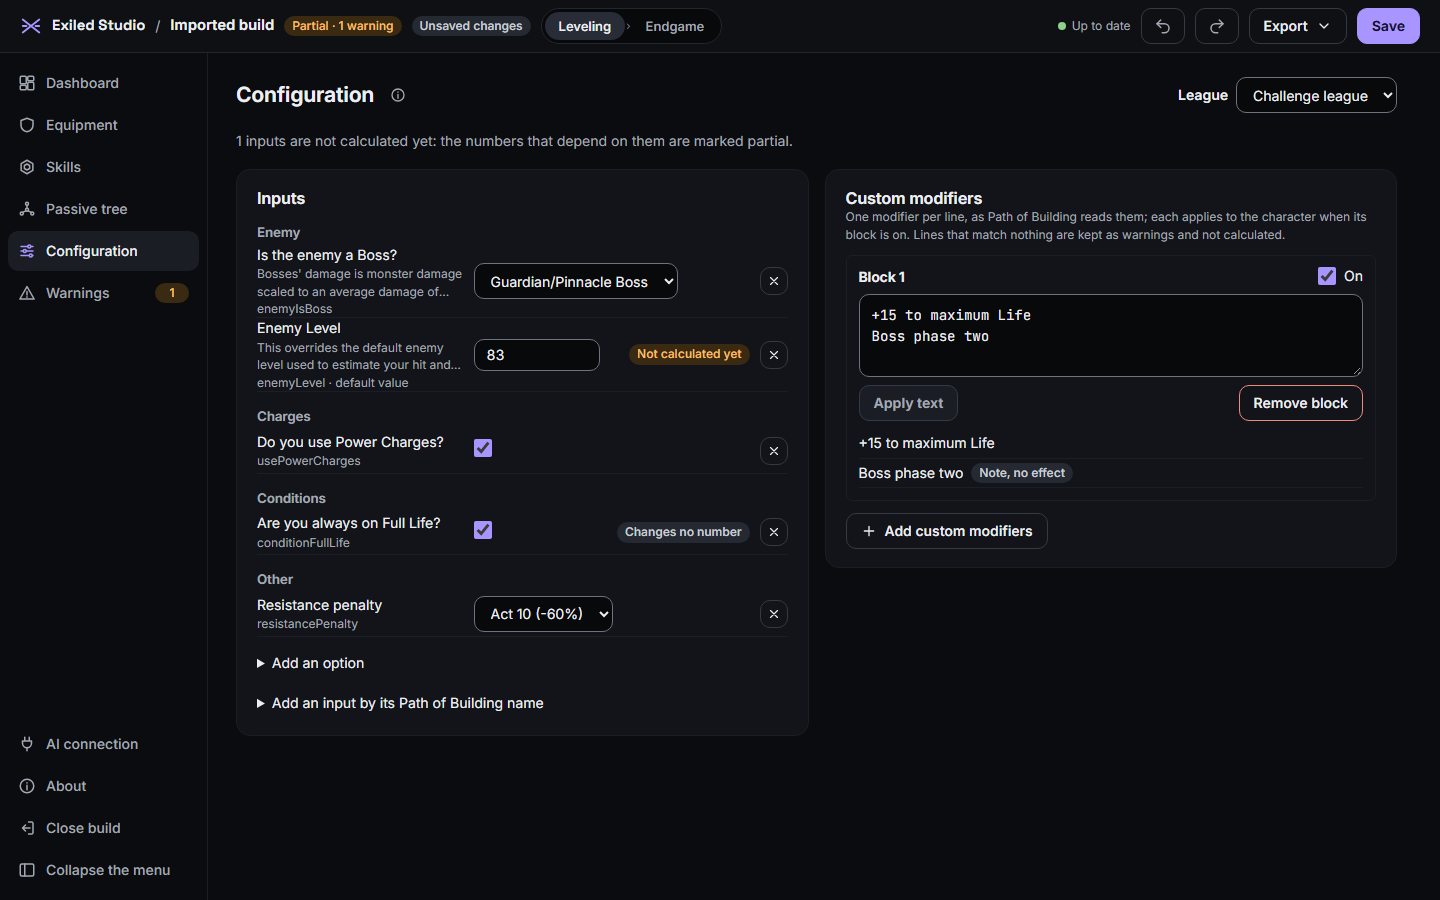 Exiled Studio / Imported build Partial · 1 warning Unsaved changes Leveling › Endgame Up to date Export Save
Dashboard
Equipment
Skills
Passive tree
Configuration
Warnings 1
AI connection
About
Close build
Collapse the menu
Configuration
League Challenge league
1 inputs are not calculated yet: the numbers that depend on them are marked partial.
Inputs
Enemy
Is the enemy a Boss?
Bosses' damage is monster damage
scaled to an average damage of...
enemyIsBoss
Guardian/Pinnacle Boss
Enemy Level
This overrides the default enemy
level used to estimate your hit and...
enemyLevel · default value
83
Not calculated yet
Charges
Do you use Power Charges?
usePowerCharges
Conditions
Are you always on Full Life?
conditionFullLife
Changes no number
Other
Resistance penalty
resistancePenalty
Act 10 (-60%)
Add an option
Add an input by its Path of Building name
Custom modifiers
One modifier per line, as Path of Building reads them; each applies to the character when its
block is on. Lines that match nothing are kept as warnings and not calculated.
Block 1 On
+15 to maximum Life
Boss phase two
Apply text Remove block
+15 to maximum Life
Boss phase two Note, no effect
+ Add custom modifiers